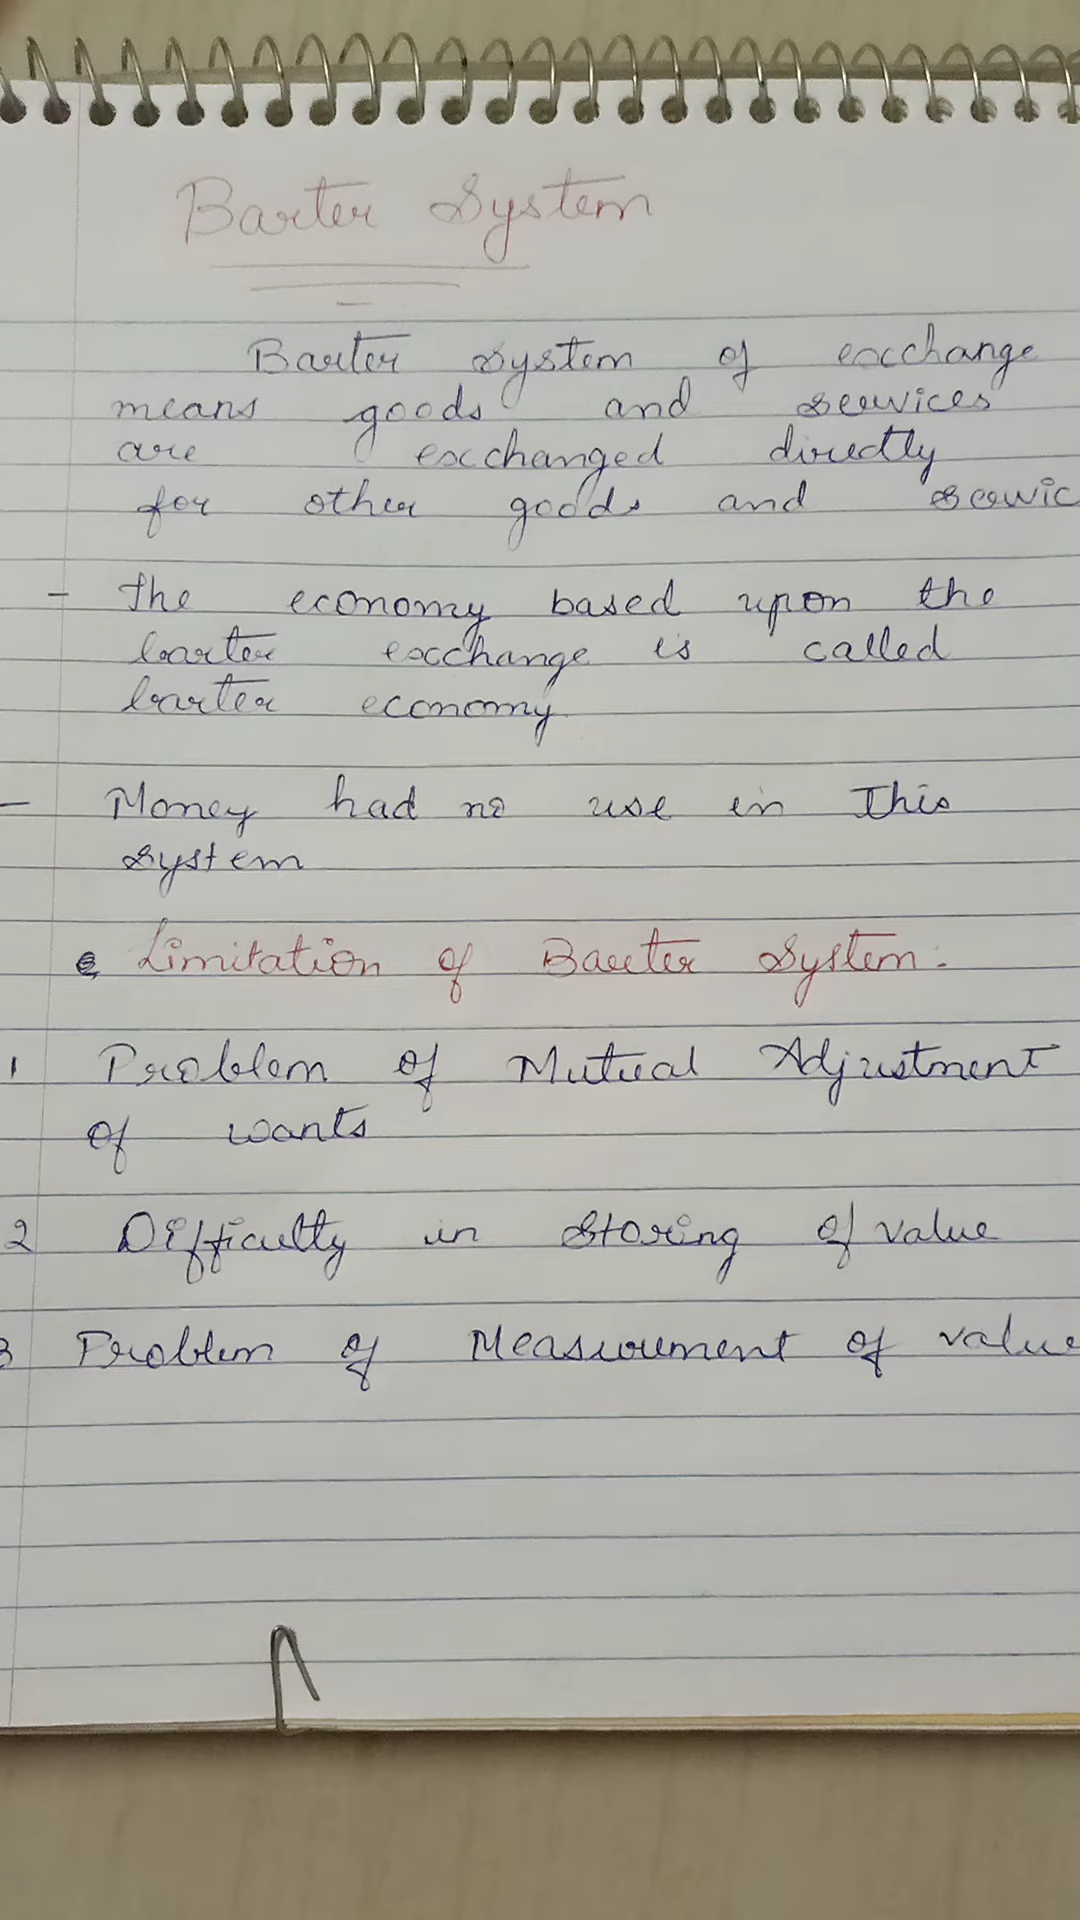 Barter System
Barter system of exchange
means goods and services
are exchanged directly
for other goods and servic
- The economy based upon the
barter exchange is called
barter economy.
- Money had no use in This
system
Limitation of Barter System.
1 Problem of Mutual Adjustment
of wants
2 Difficulty in Storing of value
3 Problem of Measurement of value